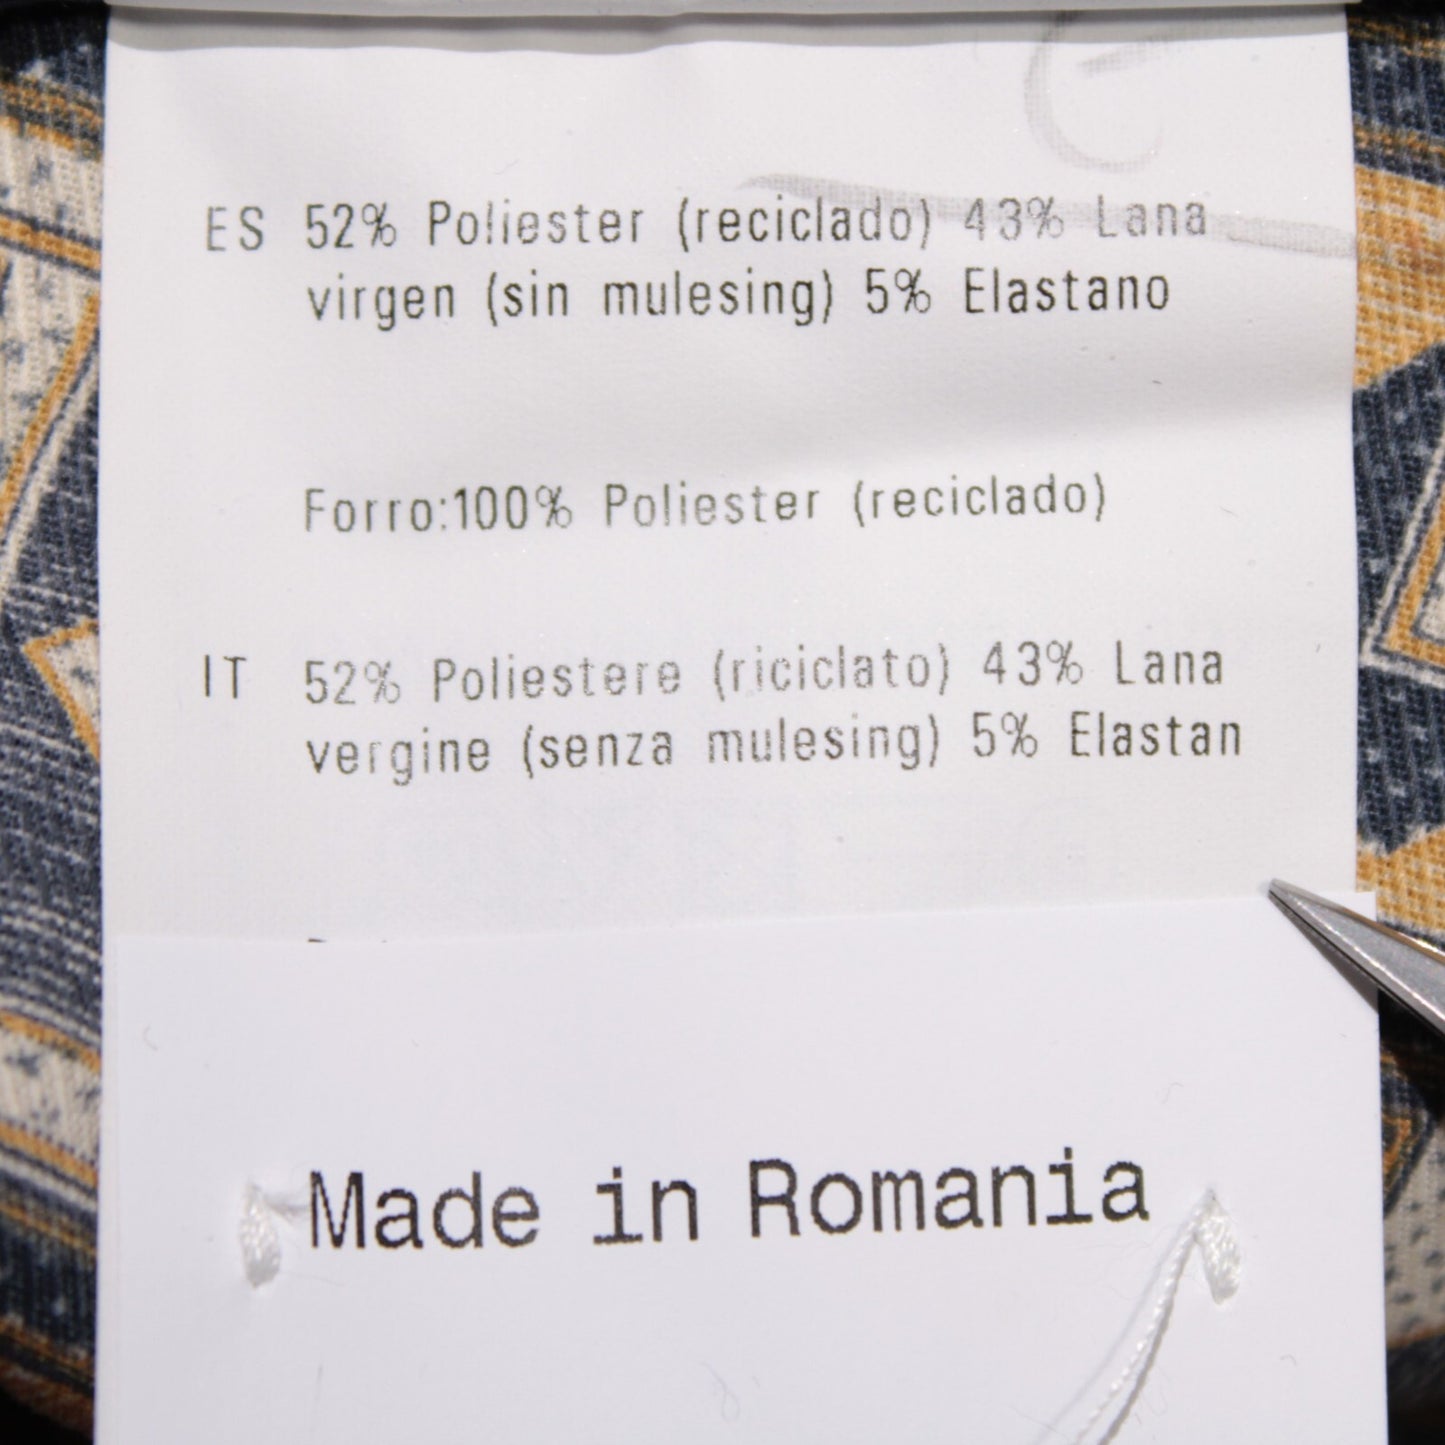 ES 52% Poliester (reciclado) 43% Lana
virgen (sin mulesing) 5% Elastano
Forro:100% Poliester (reciclado)
IT 52% Poliestere (riciclato) 43% Lana
vergine (senza mulesing) 5% Elastan
Made in Romania